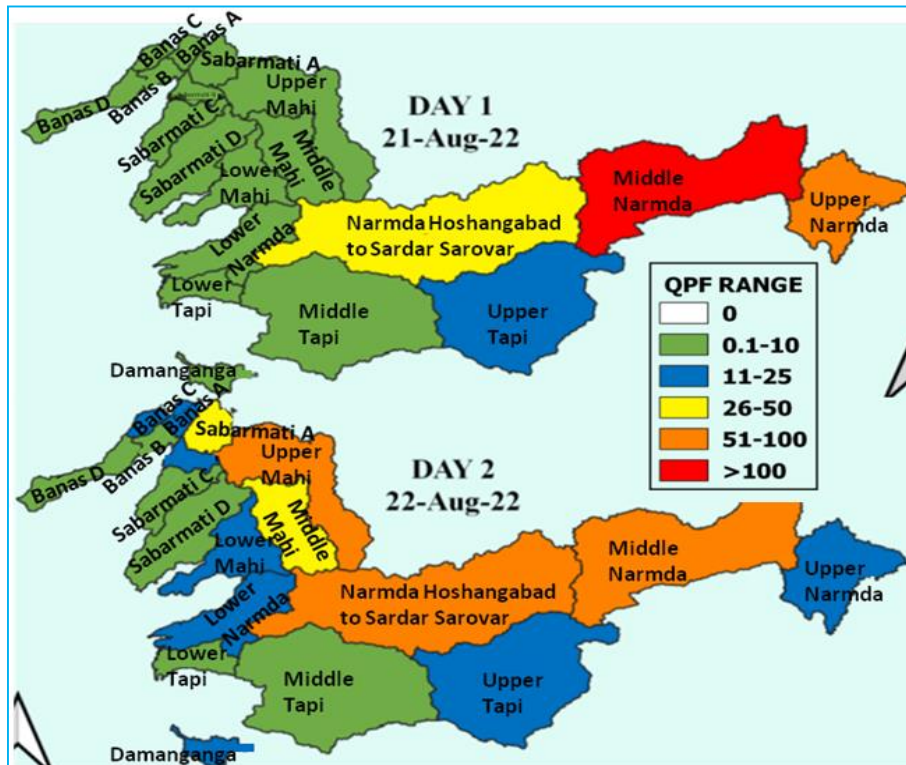 Banas C
Banas A
Sabarmati A
Upper
Mahi
Banas D
Banas B
Sabarmati C
Sabarmati D
Lower
Mahi
Middle
Mahi
DAY 1
21-Aug-22
Middle
Narmda
Upper
Narmda
Narmda Hoshangabad
to Sardar Sarovar
Lower
Narmda
Lower
Tapi
Middle
Tapi
Upper
Tapi
Damanganga
QPF RANGE
0
0.1-10
11-25
26-50
51-100
>100
Banas C
Banas A
Sabarmati A
Upper
Mahi
Banas D
Banas B
Sabarmati C
Sabarmati D
Lower
Mahi
Middle
Mahi
DAY 2
22-Aug-22
Middle
Narmda
Upper
Narmda
Narmda Hoshangabad
to Sardar Sarovar
Lower
Narmda
Lower
Tapi
Middle
Tapi
Upper
Tapi
Damanganga